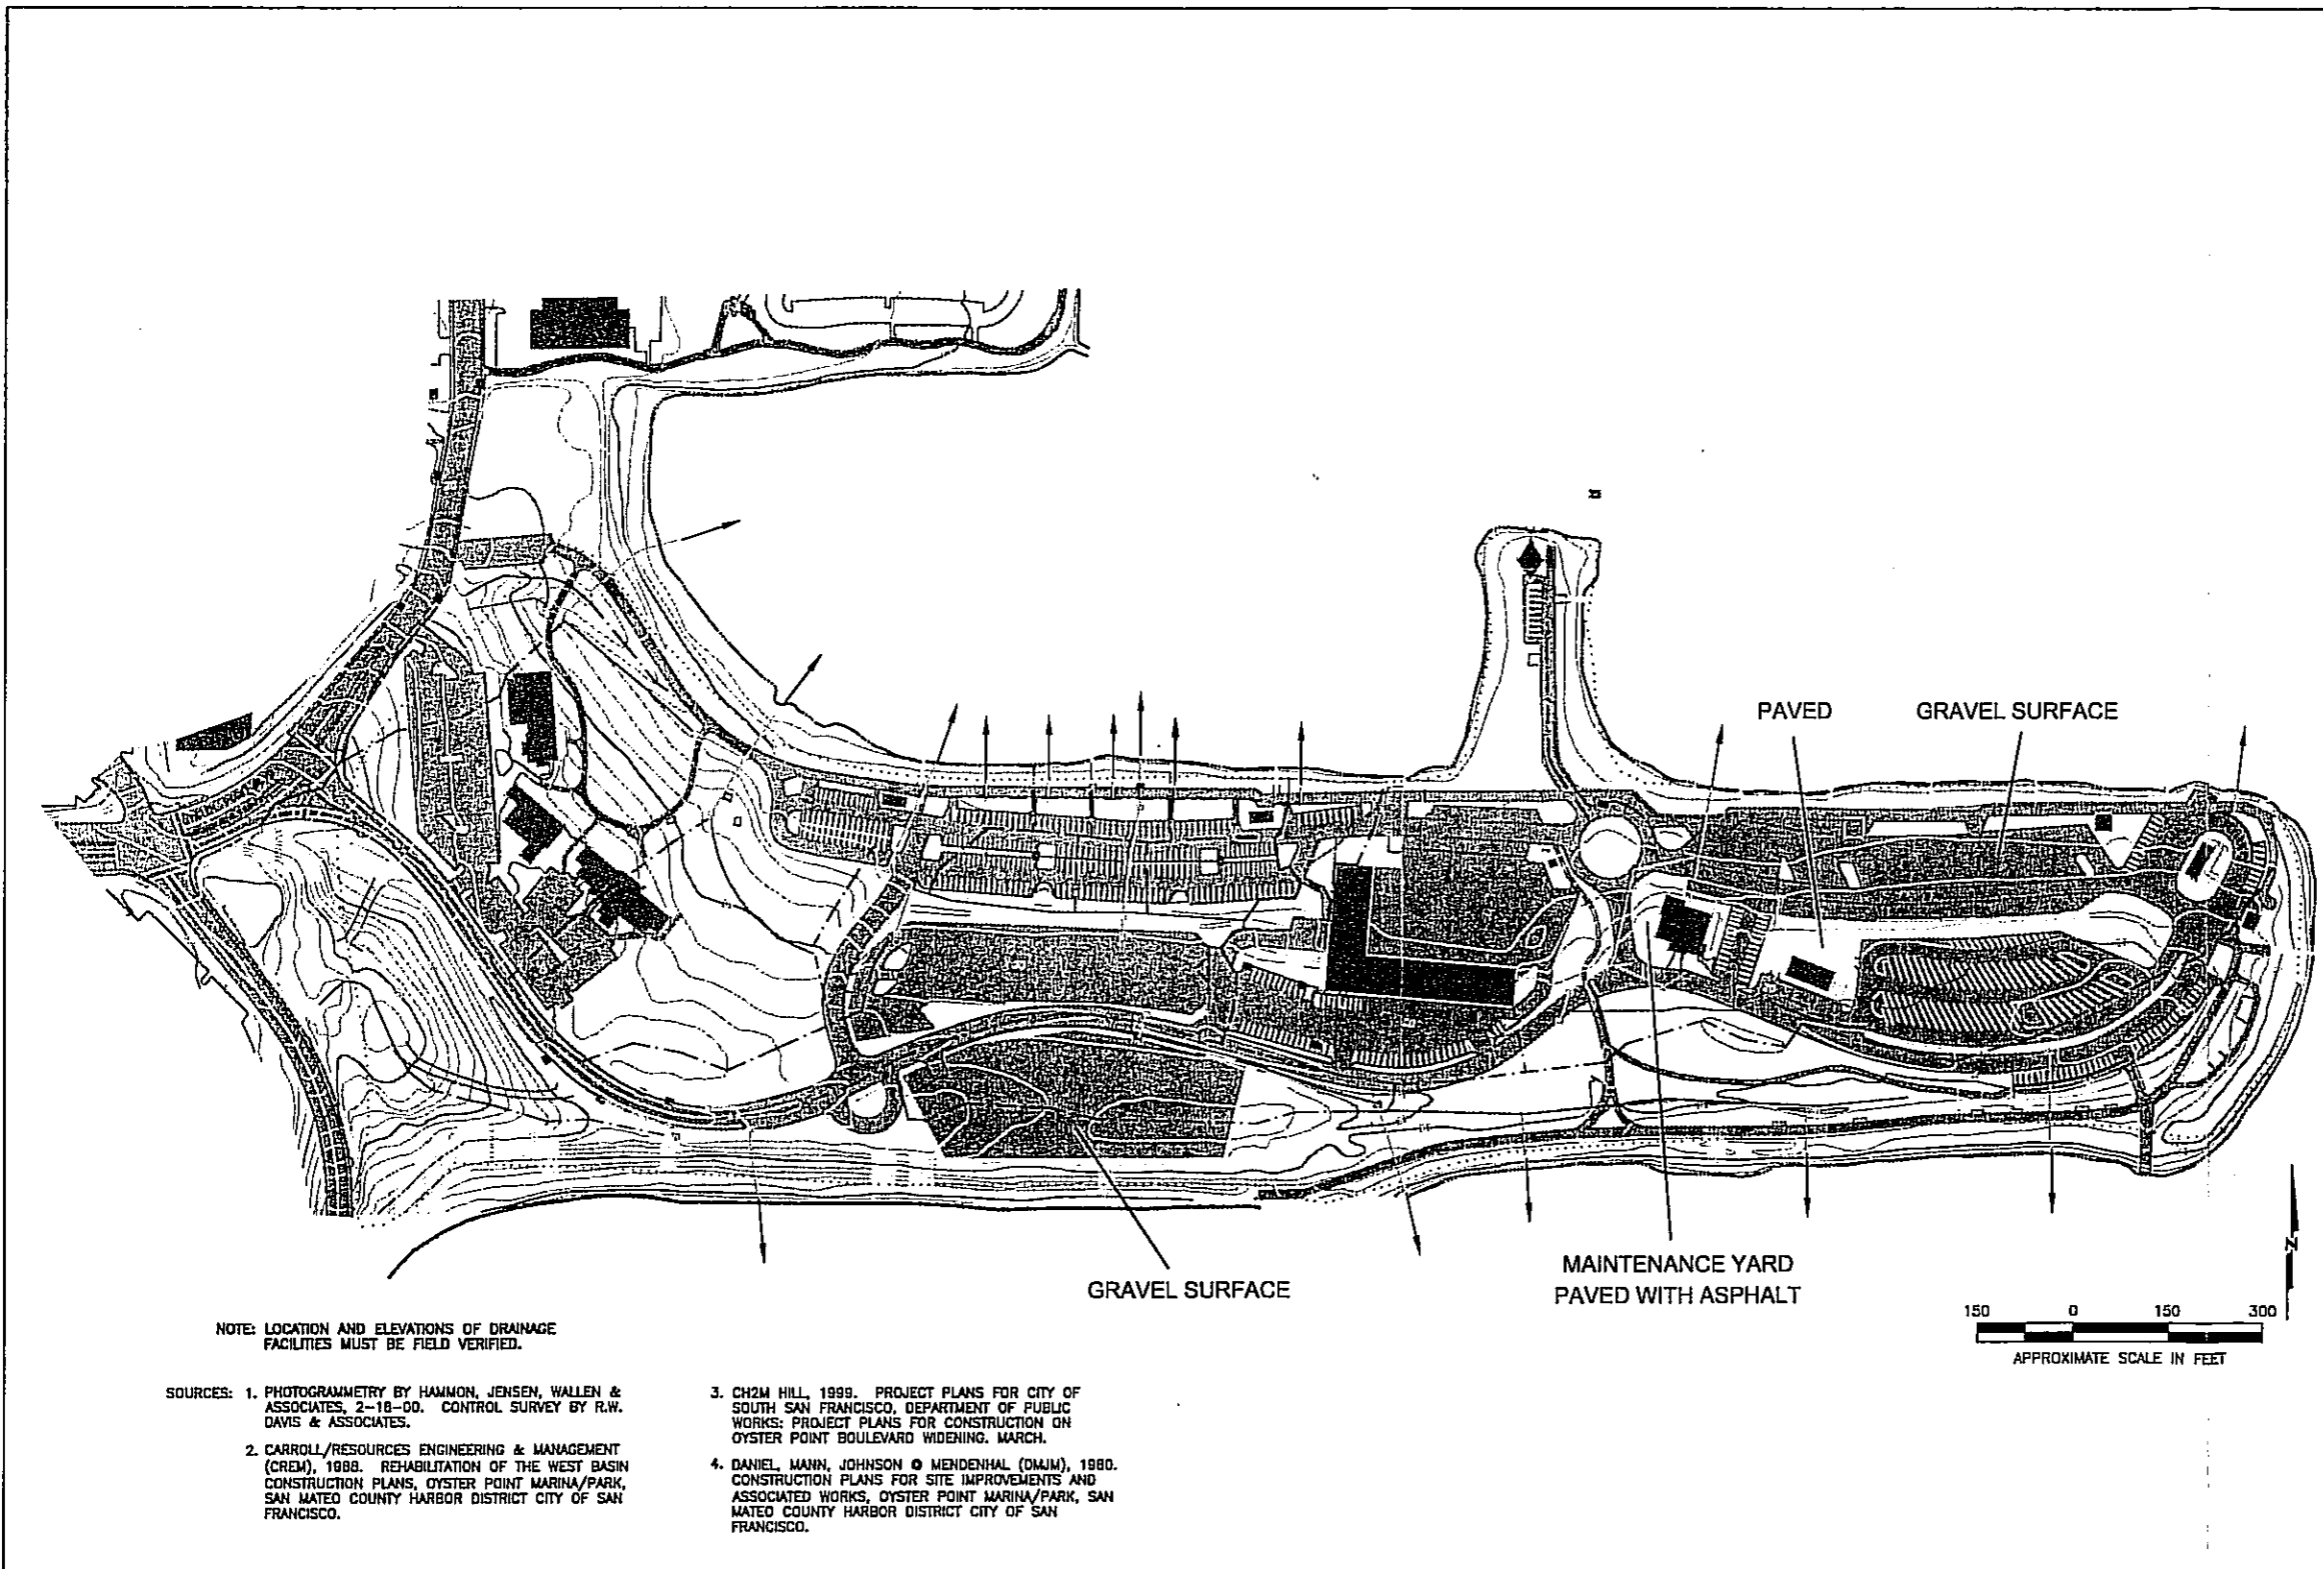 PAVED
GRAVEL SURFACE
GRAVEL SURFACE
MAINTENANCE YARD
PAVED WITH ASPHALT
N
150 0 150 300
APPROXIMATE SCALE IN FEET
NOTE: LOCATION AND ELEVATIONS OF DRAINAGE
FACILITIES MUST BE FIELD VERIFIED.
SOURCES: 1. PHOTOGRAMMETRY BY HAMMON, JENSEN, WALLEN &
ASSOCIATES, 2-18-00. CONTROL SURVEY BY R.W.
DAVIS & ASSOCIATES.
2. CARROLL/RESOURCES ENGINEERING & MANAGEMENT
(CREM), 1988. REHABILITATION OF THE WEST BASIN
CONSTRUCTION PLANS, OYSTER POINT MARINA/PARK,
SAN MATEO COUNTY HARBOR DISTRICT CITY OF SAN
FRANCISCO.
3. CH2M HILL, 1999. PROJECT PLANS FOR CITY OF
SOUTH SAN FRANCISCO, DEPARTMENT OF PUBLIC
WORKS: PROJECT PLANS FOR CONSTRUCTION ON
OYSTER POINT BOULEVARD WIDENING. MARCH.
4. DANIEL, MANN, JOHNSON & MENDENHAL (DMJM), 1980.
CONSTRUCTION PLANS FOR SITE IMPROVEMENTS AND
ASSOCIATED WORKS, OYSTER POINT MARINA/PARK, SAN
MATEO COUNTY HARBOR DISTRICT CITY OF SAN
FRANCISCO.